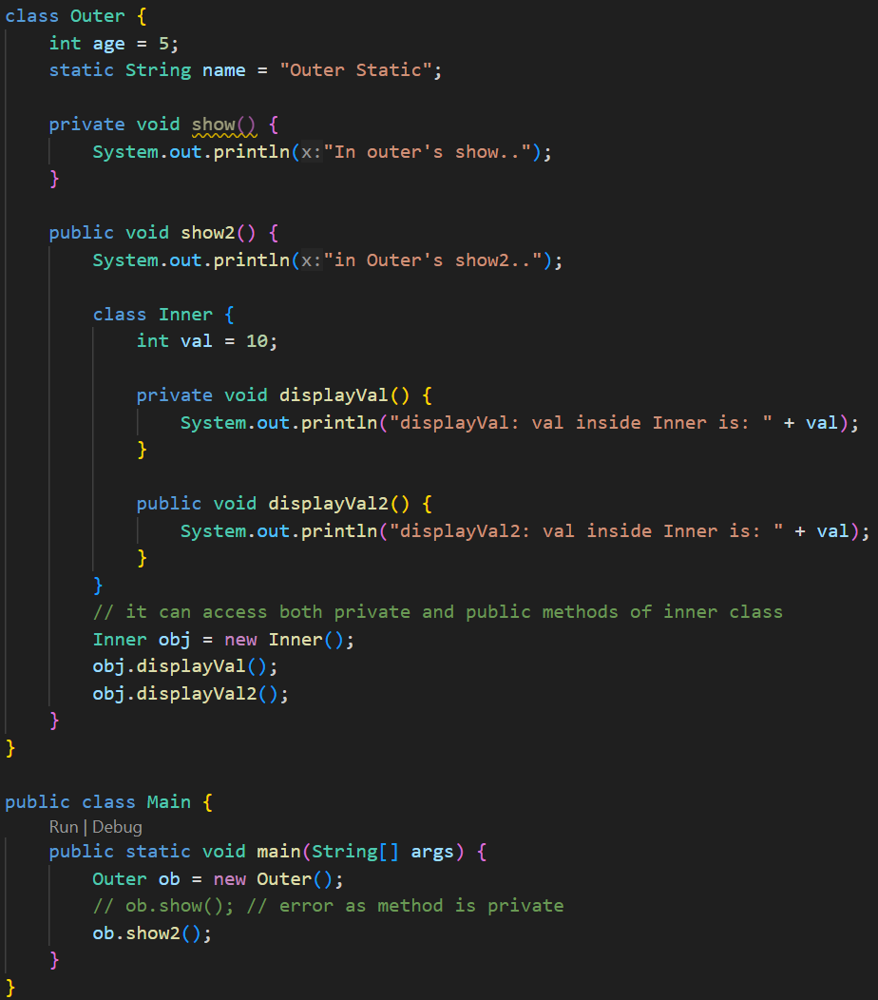 class Outer {
    int age = 5;
    static String name = "Outer Static";

    private void show() {
        System.out.println(x:"In outer's show..");
    }

    public void show2() {
        System.out.println(x:"in Outer's show2..");

        class Inner {
            int val = 10;

            private void displayVal() {
                System.out.println("displayVal: val inside Inner is: " + val);
            }

            public void displayVal2() {
                System.out.println("displayVal2: val inside Inner is: " + val);
            }
        }
        // it can access both private and public methods of inner class
        Inner obj = new Inner();
        obj.displayVal();
        obj.displayVal2();
    }
}

public class Main {
    Run | Debug
    public static void main(String[] args) {
        Outer ob = new Outer();
        // ob.show(); // error as method is private
        ob.show2();
    }
}